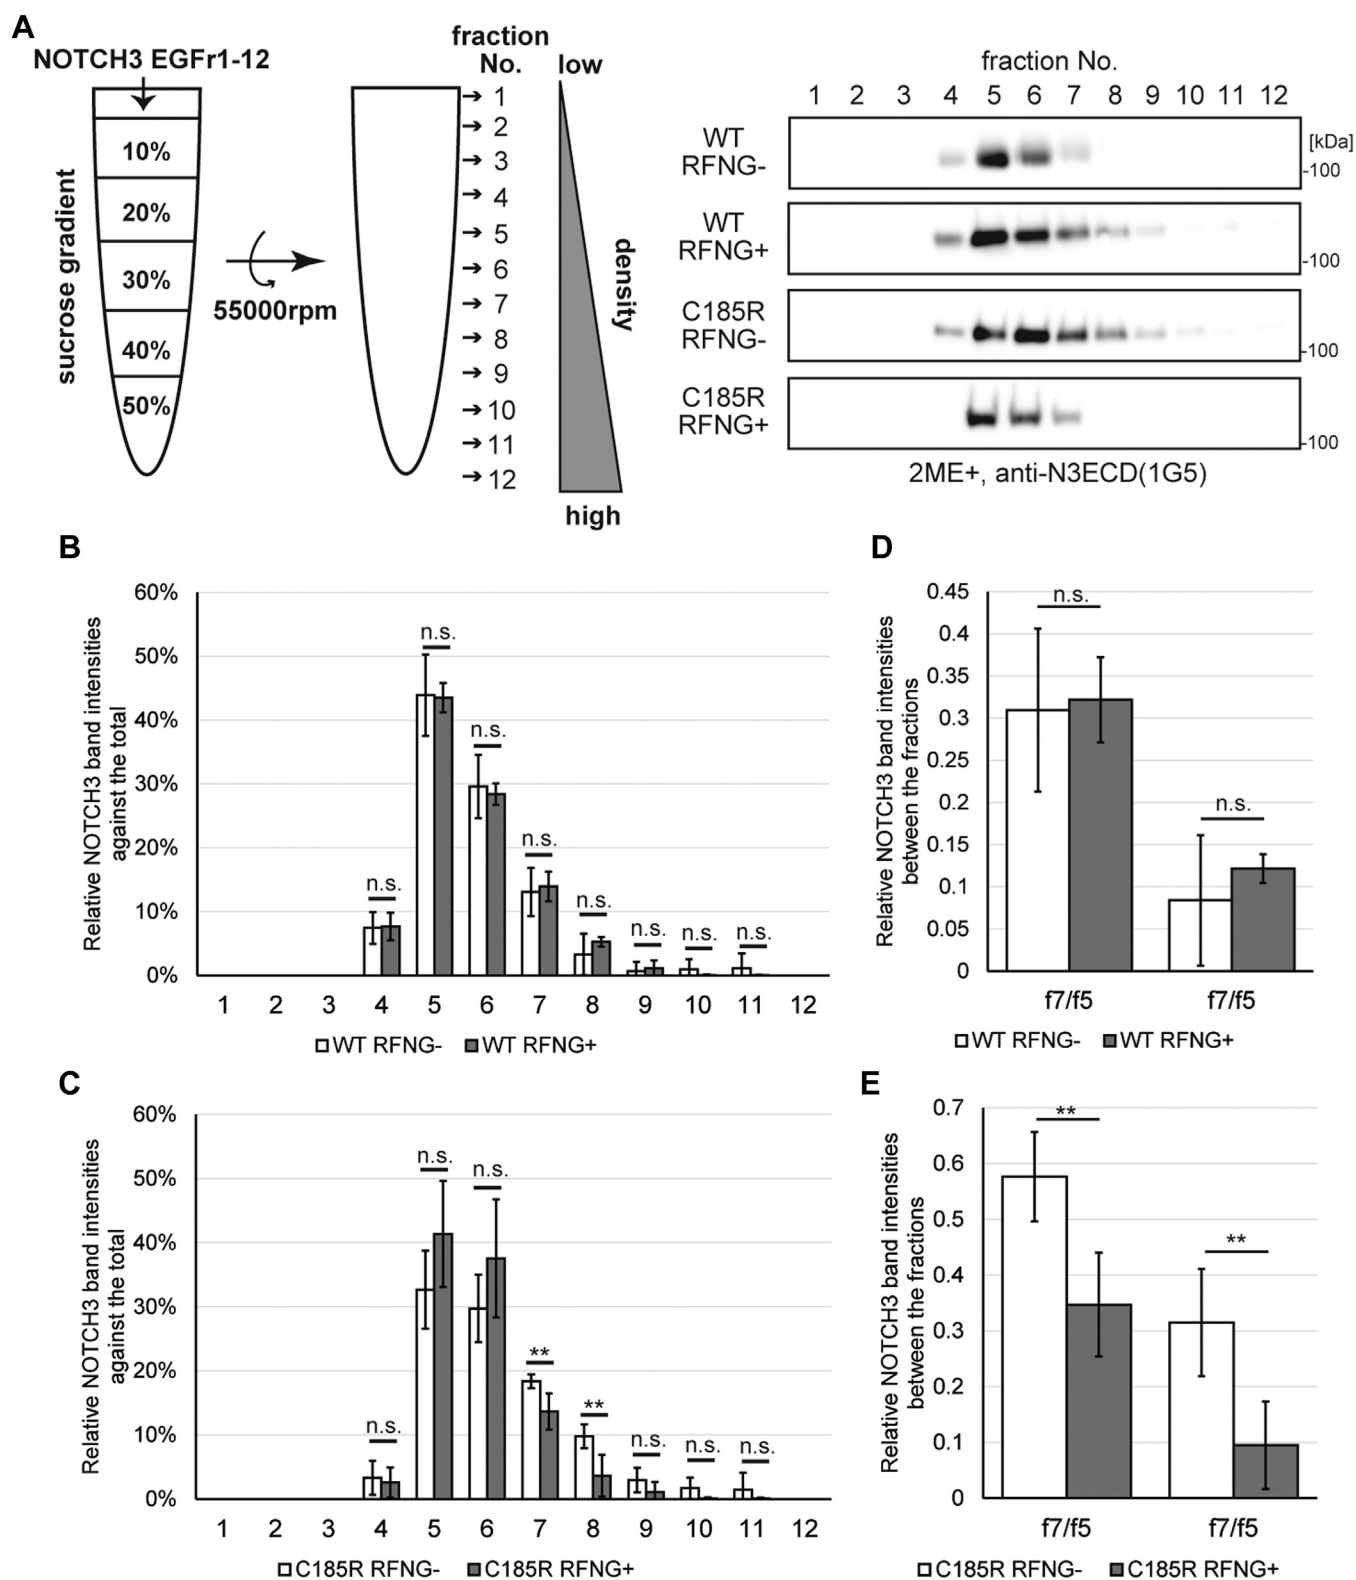 A
NOTCH3 EGFr1-12
sucrose gradient
10%
20%
30%
40%
50%
55000rpm
fraction
No.
low
1
2
3
4
5
6
7
8
9
10
11
12
density
high
fraction No.
1 2 3 4 5 6 7 8 9 10 11 12
WT
RFNG-
[kDa]
-100
WT
RFNG+
-100
C185R
RFNG-
-100
C185R
RFNG+
-100
2ME+, anti-N3ECD(1G5)
B
Relative NOTCH3 band intensities
against the total
60%
50%
40%
30%
20%
10%
0%
n.s.
n.s.
n.s.
n.s.
n.s.
n.s.
n.s.
n.s.
1 2 3 4 5 6 7 8 9 10 11 12
WT RFNG- WT RFNG+
D
Relative NOTCH3 band intensities
between the fractions
0.45
0.4
0.35
0.3
0.25
0.2
0.15
0.1
0.05
0
n.s.
n.s.
f7/f5 f7/f5
WT RFNG- WT RFNG+
C
Relative NOTCH3 band intensities
against the total
60%
50%
40%
30%
20%
10%
0%
n.s.
n.s.
n.s.
**
**
n.s.
n.s.
n.s.
1 2 3 4 5 6 7 8 9 10 11 12
C185R RFNG- C185R RFNG+
E
Relative NOTCH3 band intensities
between the fractions
0.7
0.6
0.5
0.4
0.3
0.2
0.1
0
**
**
f7/f5 f7/f5
C185R RFNG- C185R RFNG+